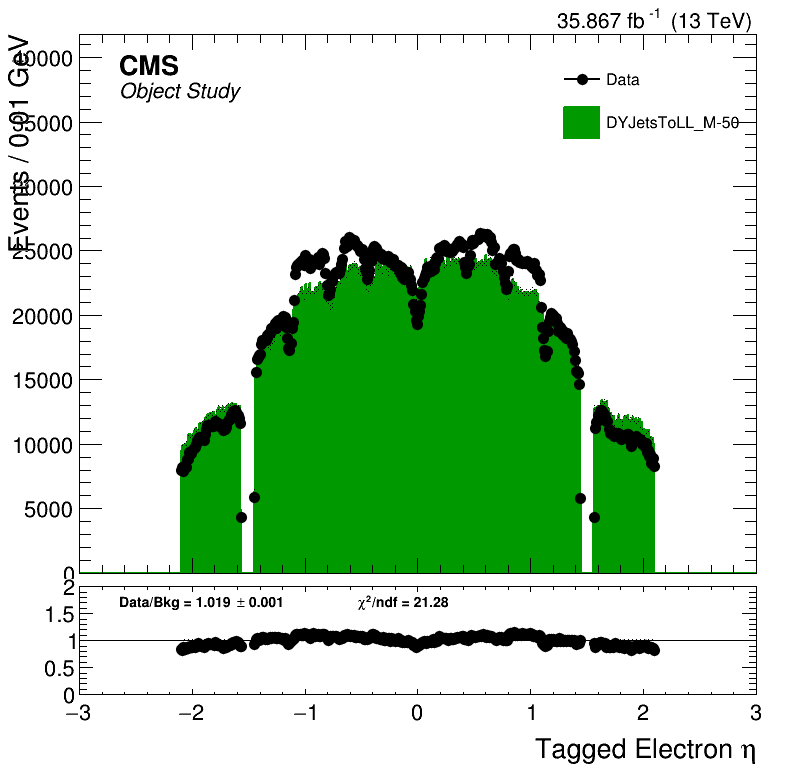 35.867 fb⁻¹ (13 TeV)
Events / 0.01 GeV
CMS
Object Study
Data
DYJetsToLL_M-50
40000
35000
30000
25000
20000
15000
10000
5000
0
Data/Bkg = 1.019 ± 0.001
χ²/ndf = 21.28
2
1.5
1
0.5
0
−3 −2 −1 0 1 2 3
Tagged Electron η